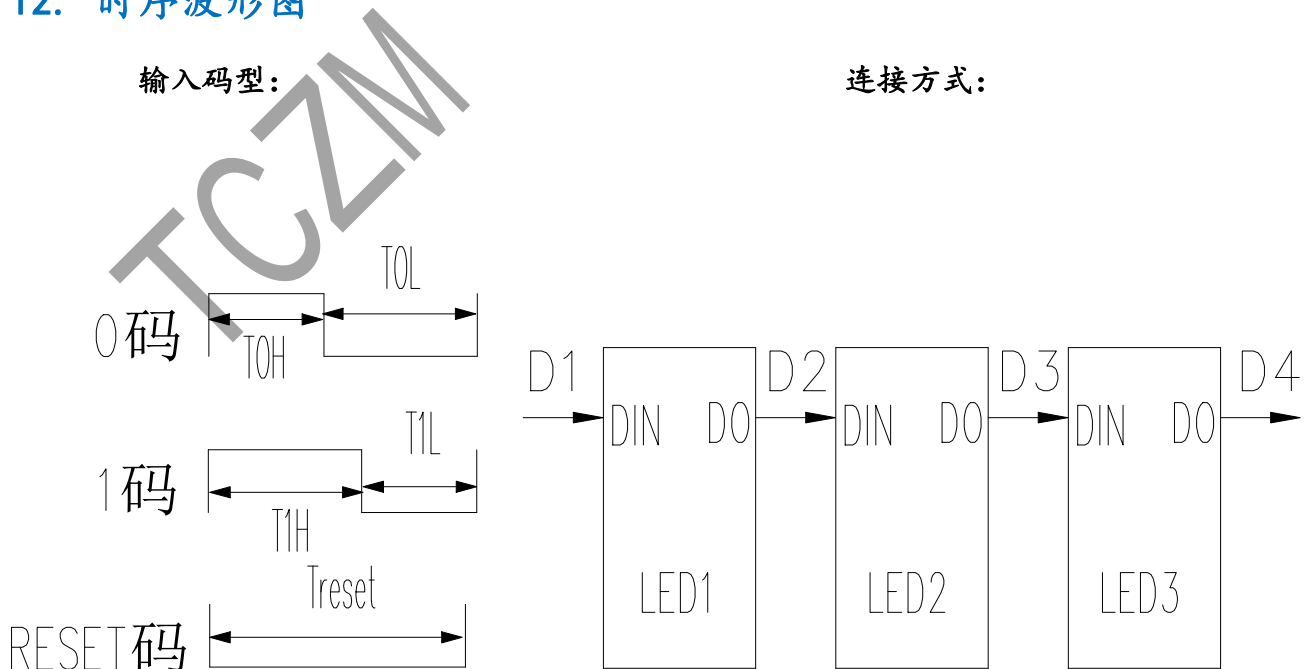 12. 时序波形图
输入码型：
连接方式：
TCZM
0码
T0H
T0L
1码
T1H
T1L
RESET码
Treset
D1
DIN
DO
LED1
D2
DIN
DO
LED2
D3
DIN
DO
LED3
D4